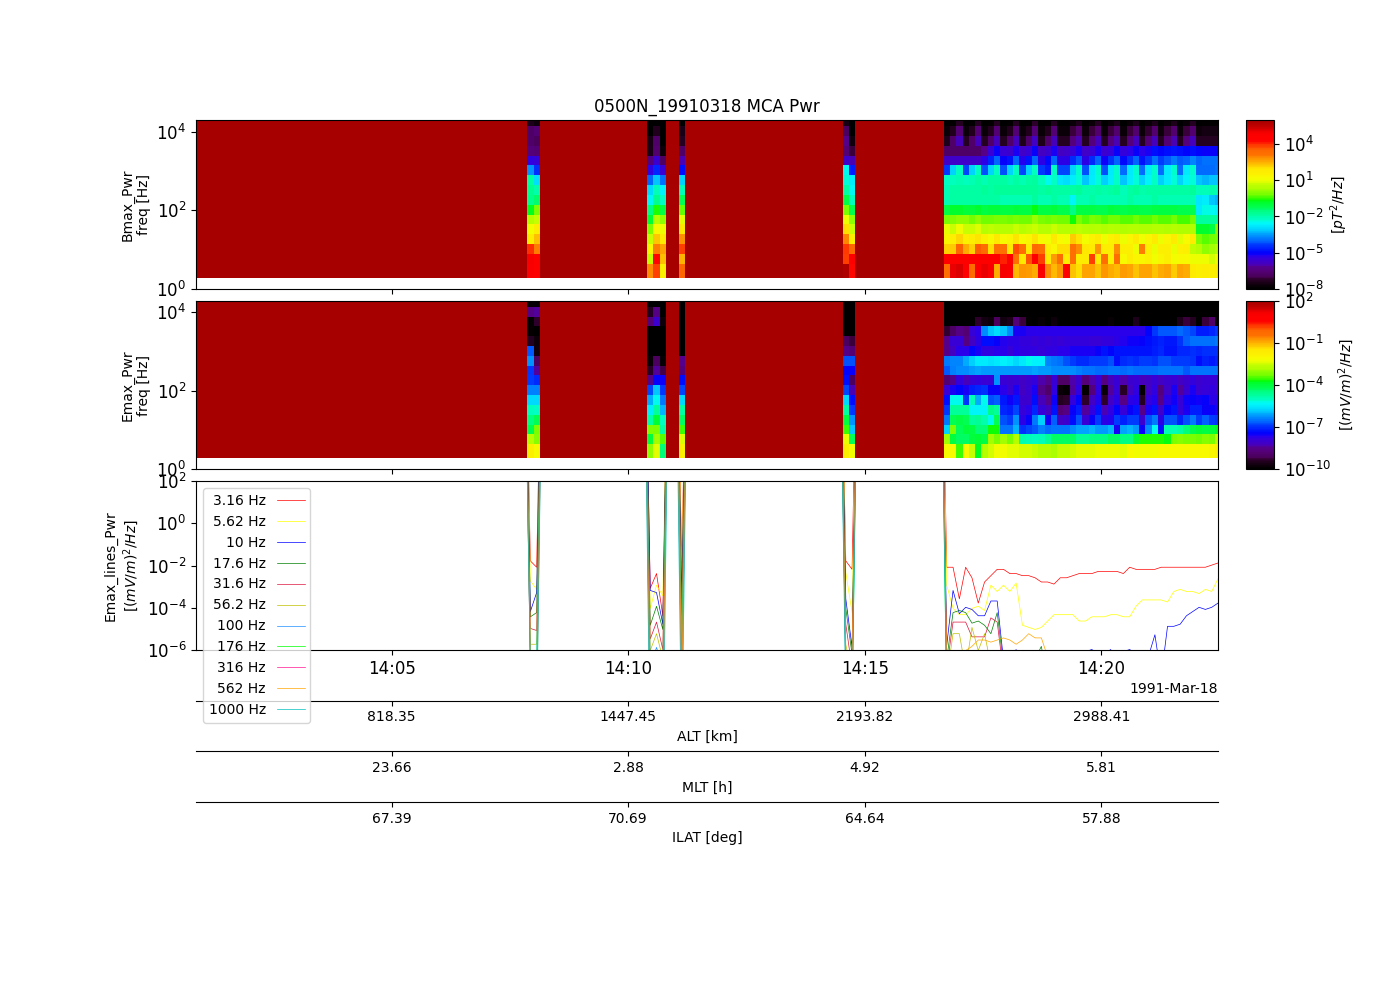 0500N_19910318 MCA Pwr
Bmax_Pwr
freq [Hz]
10^4
10^2
10^0
10^4
10^1
10^-2
10^-5
10^-8
[pT^2/Hz]
Emax_Pwr
freq [Hz]
10^4
10^2
10^0
10^2
10^-1
10^-4
10^-7
10^-10
[(mV/m)^2/Hz]
Emax_lines_Pwr
[(mV/m)^2/Hz]
10^2
10^0
10^-2
10^-4
10^-6
3.16 Hz
5.62 Hz
10 Hz
17.6 Hz
31.6 Hz
56.2 Hz
100 Hz
176 Hz
316 Hz
562 Hz
1000 Hz
14:05 14:10 14:15 14:20
1991-Mar-18
818.35 1447.45 2193.82 2988.41
ALT [km]
23.66 2.88 4.92 5.81
MLT [h]
67.39 70.69 64.64 57.88
ILAT [deg]